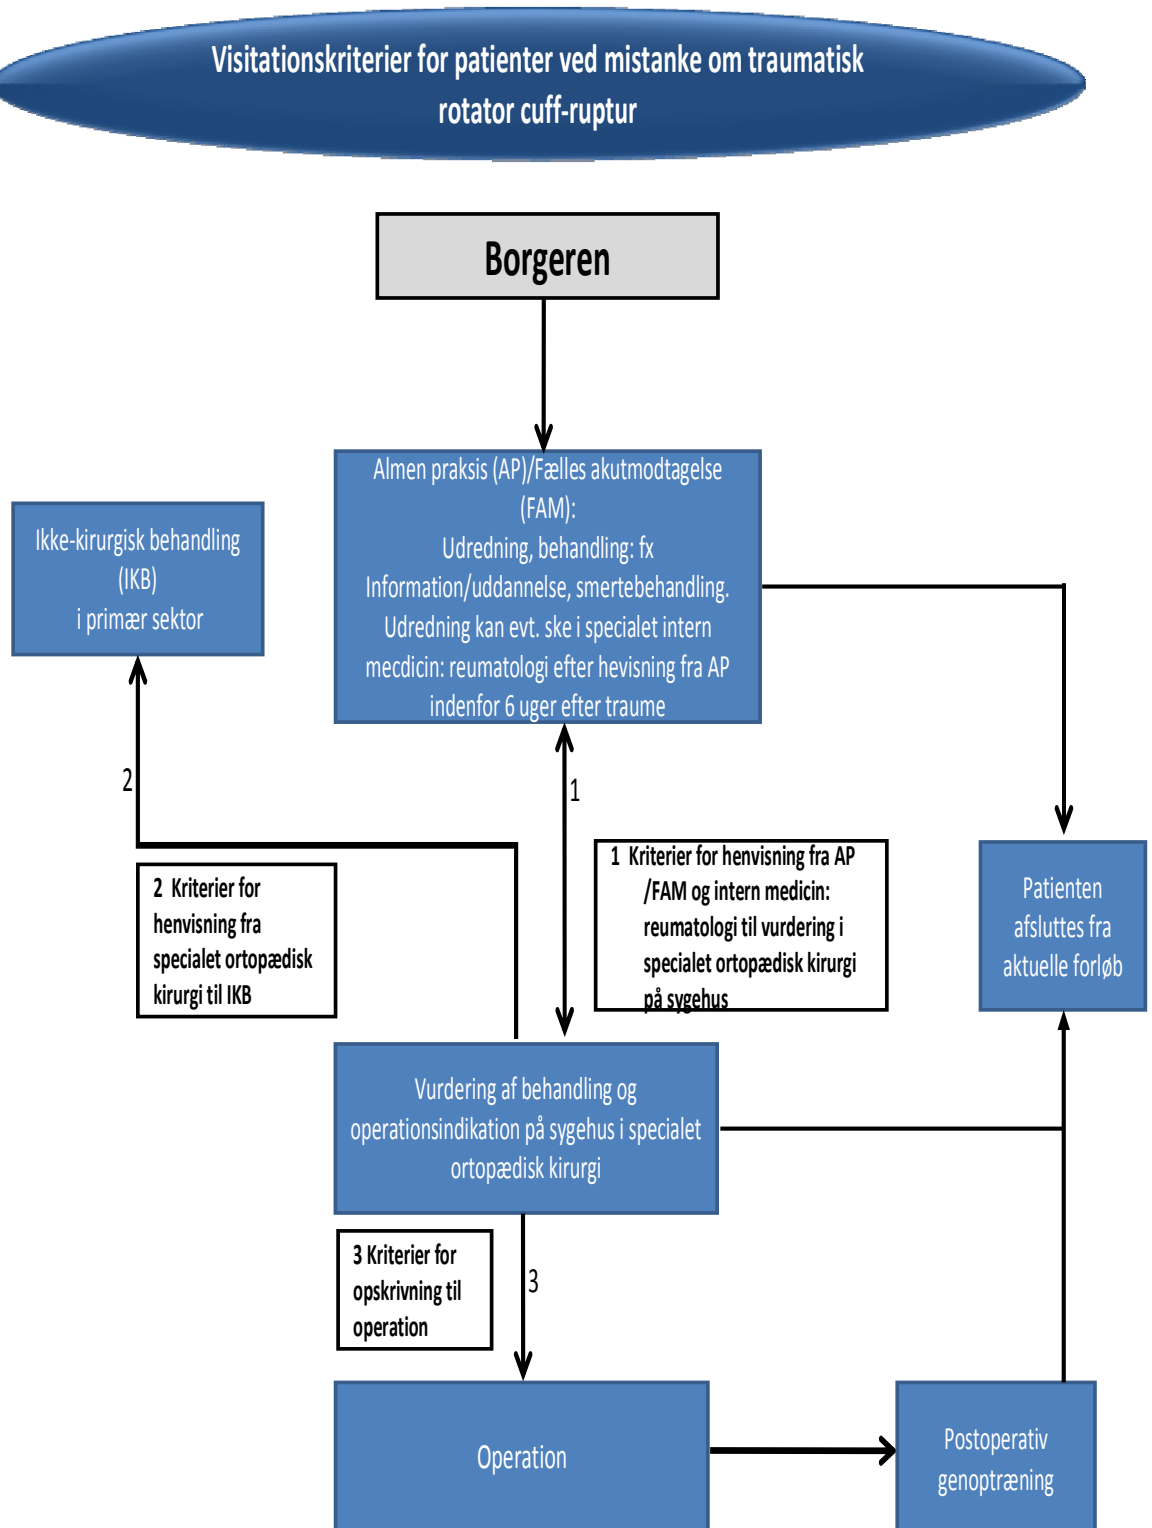 Visitationskriterier for patienter ved mistanke om traumatisk
rotator cuff-ruptur
Borgeren
Almen praksis (AP)/Fælles akutmodtagelse
(FAM):
Udredning, behandling: fx
Information/uddannelse, smertebehandling.
Udredning kan evt. ske i specialet intern
mecdicin: reumatologi efter hevisning fra AP
indenfor 6 uger efter traume
Ikke-kirurgisk behandling
(IKB)
i primær sektor
2
1
2 Kriterier for
henvisning fra
specialet ortopædisk
kirurgi til IKB
1 Kriterier for henvisning fra AP
/FAM og intern medicin:
reumatologi til vurdering i
specialet ortopædisk kirurgi
på sygehus
Patienten
afsluttes fra
aktuelle forløb
Vurdering af behandling og
operationsindikation på sygehus i specialet
ortopædisk kirurgi
3 Kriterier for
opskrivning til
operation
3
Operation
Postoperativ
genoptræning